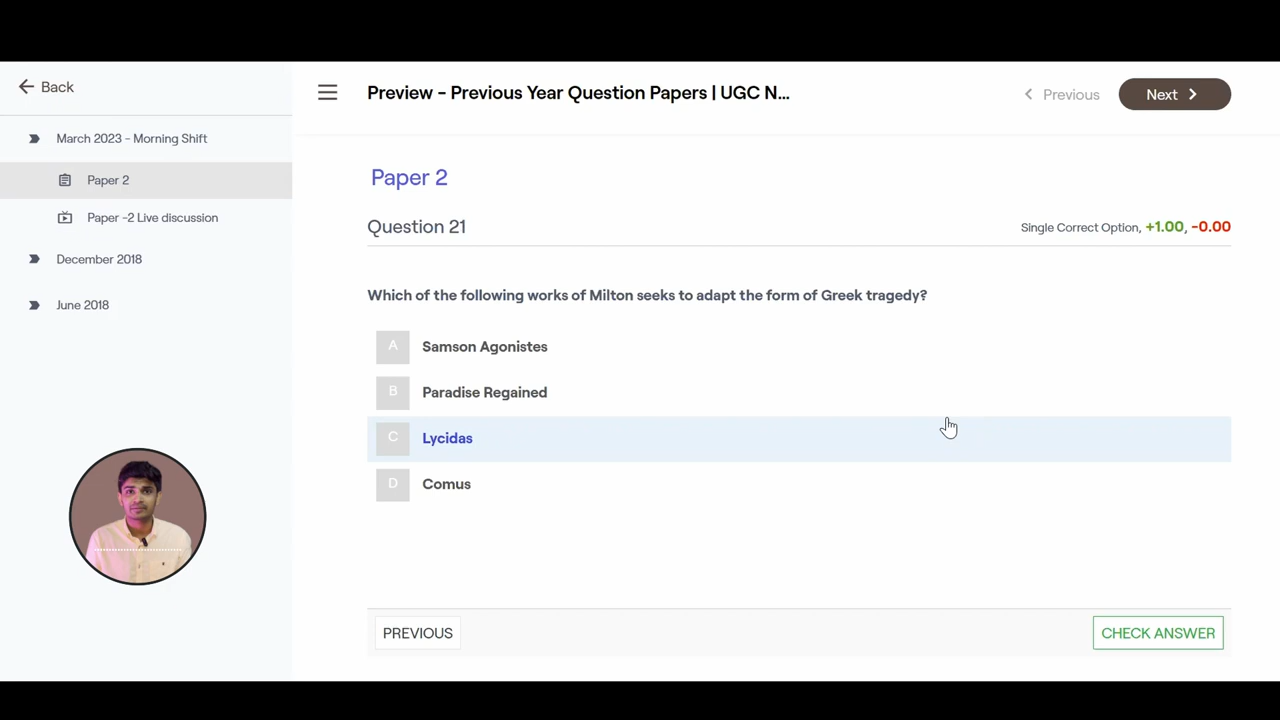 Back
Preview - Previous Year Question Papers | UGC N...
Previous
Next
March 2023 - Morning Shift
Paper 2
Paper -2 Live discussion
December 2018
June 2018
Paper 2
Question 21
Single Correct Option, +1.00, -0.00
Which of the following works of Milton seeks to adapt the form of Greek tragedy?
A Samson Agonistes
B Paradise Regained
C Lycidas
D Comus
PREVIOUS
CHECK ANSWER